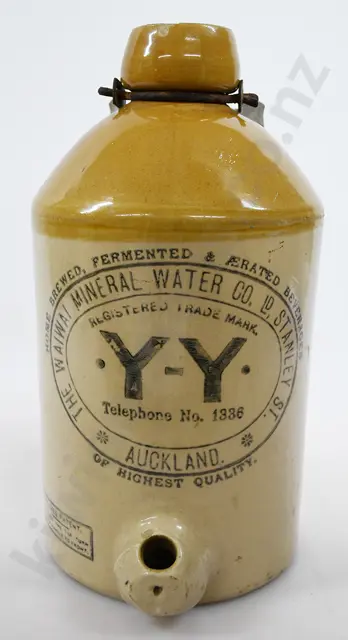 HOME BREWED, FERMENTED & ÆRATED BEVERAGES
THE WAIWAI MINERAL WATER CO. LD, STANLEY ST.
REGISTERED TRADE MARK.
Y-Y
Telephone No. 1336
AUCKLAND.
OF HIGHEST QUALITY.